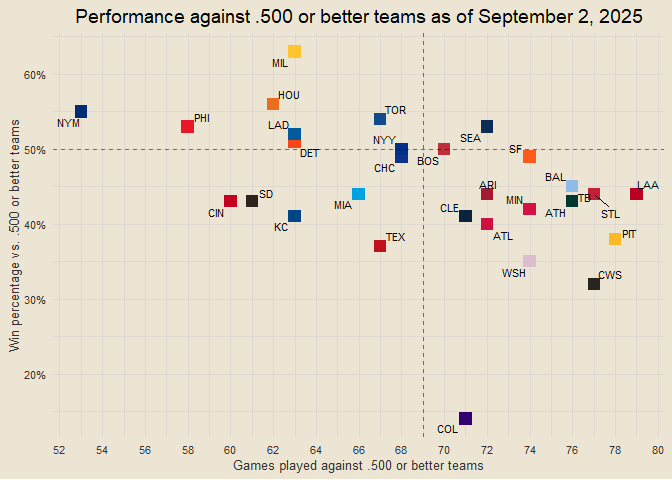 Performance against .500 or better teams as of September 2, 2025
Win percentage vs. .500 or better teams
60%
50%
40%
30%
20%
MIL
HOU
NYM
PHI
TOR
LAD
SEA
DET
NYY
CHC
BOS
SF
BAL
LAA
SD
CIN
MIA
ARI
MIN
TB
ATH
STL
KC
CLE
TEX
ATL
PIT
WSH
CWS
COL
52 54 56 58 60 62 64 66 68 70 72 74 76 78 80
Games played against .500 or better teams